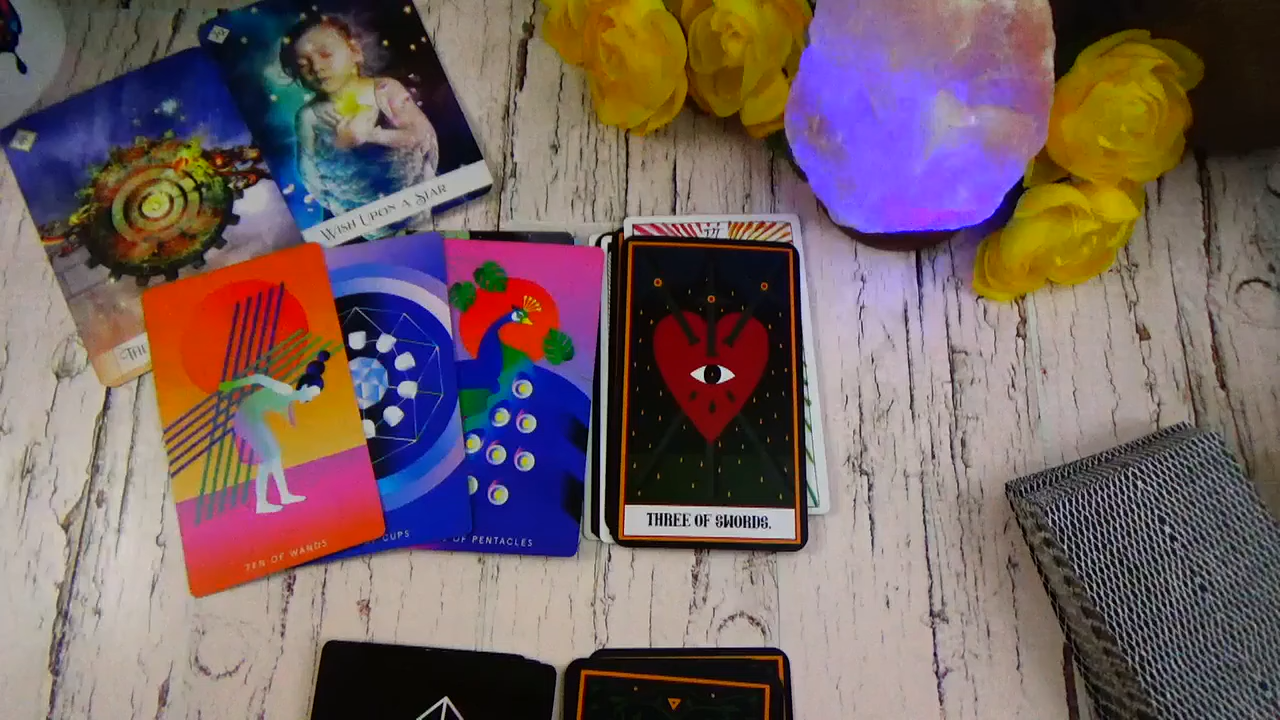 WISH UPON A STAR
TEN OF WANDS
CUPS
OF PENTACLES
THREE OF SWORDS.